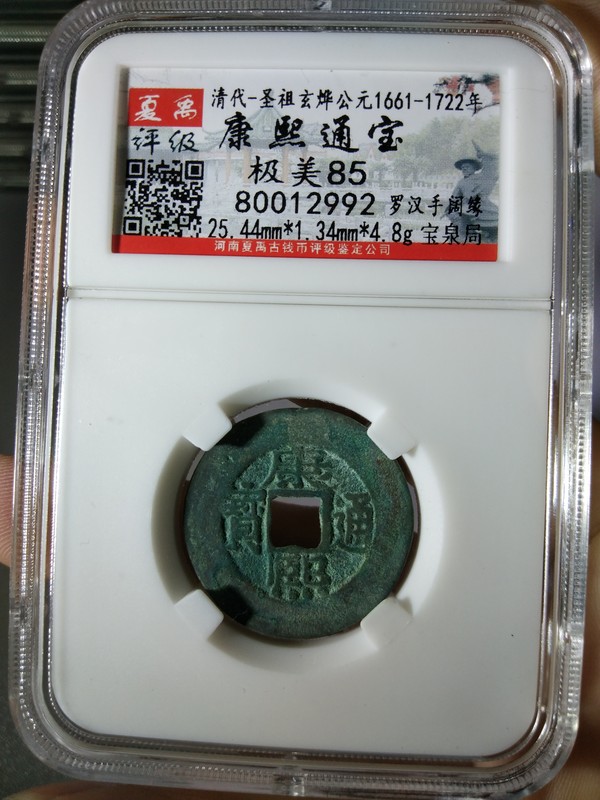 清代-圣祖玄烨公元1661-1722年
夏禹
评级
康熙通宝
极美85
80012992 罗汉手阔缘
25.44mm*1.34mm*4.8g 宝泉局
河南夏禹古钱币评级鉴定公司
康熙通寳